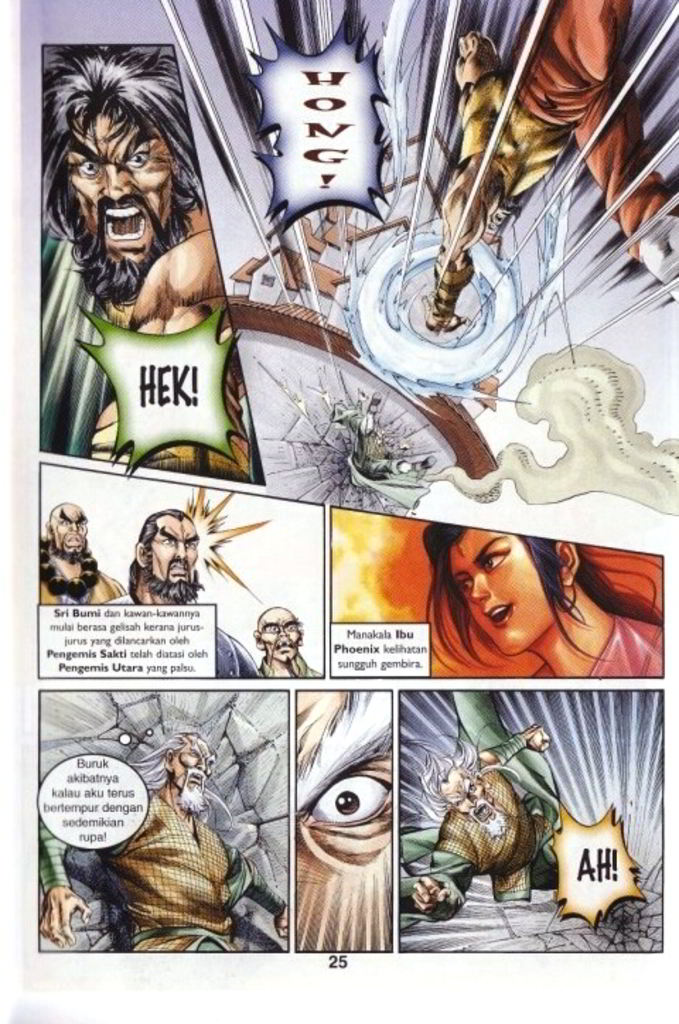 HONG!
HEK!
Sri Bumi dan kawan-kawannya
melalui berasa gelisah kerana jurus-
jurus yang dilancarkan oleh
Pengemis Sakti telah diatasi oleh
Pengemis Utara yang palsu.
Manakala Ibu
Phoenix kelihatan
sungguh gembira.
Buruk
akibatnya
kalau aku terus
bertempur dengan
sedemikian
rupa!
AH!
25